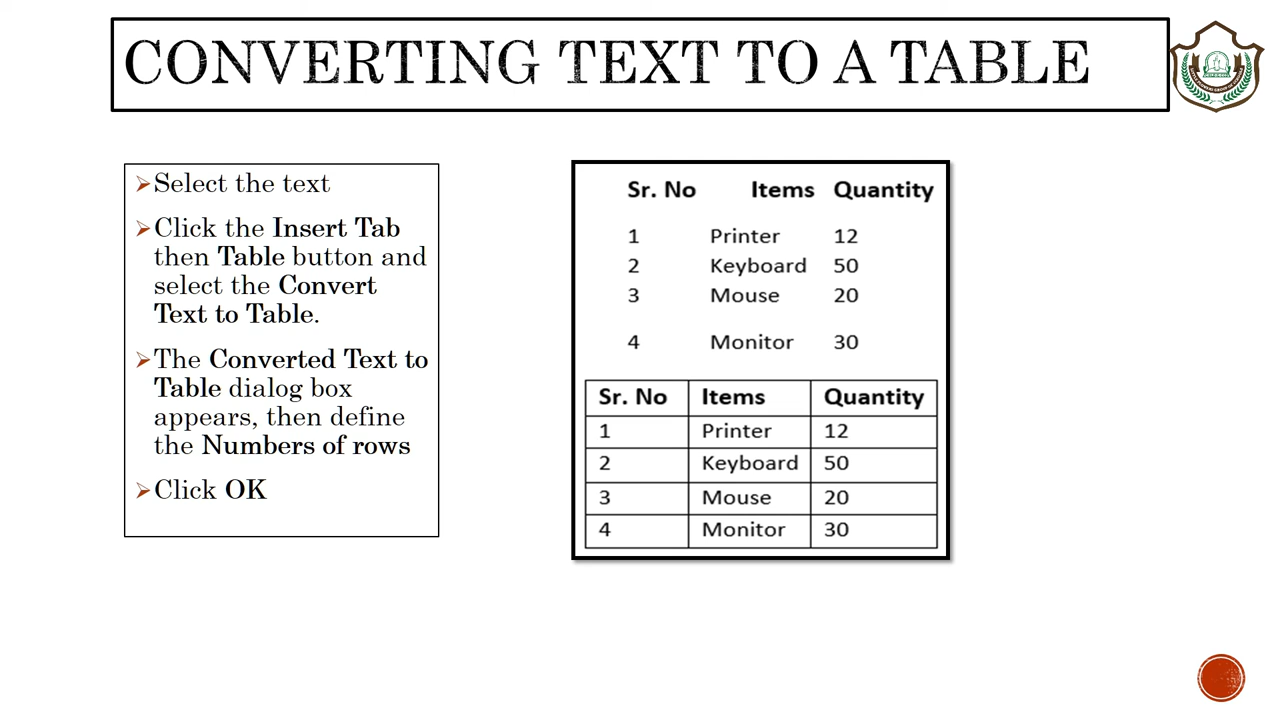 CONVERTING TEXT TO A TABLE
➢Select the text
➢Click the Insert Tab
then Table button and
select the Convert
Text to Table.
➢The Converted Text to
Table dialog box
appears, then define
the Numbers of rows
➢Click OK
Sr. No Items Quantity
1 Printer 12
2 Keyboard 50
3 Mouse 20
4 Monitor 30
Sr. No Items Quantity
1 Printer 12
2 Keyboard 50
3 Mouse 20
4 Monitor 30